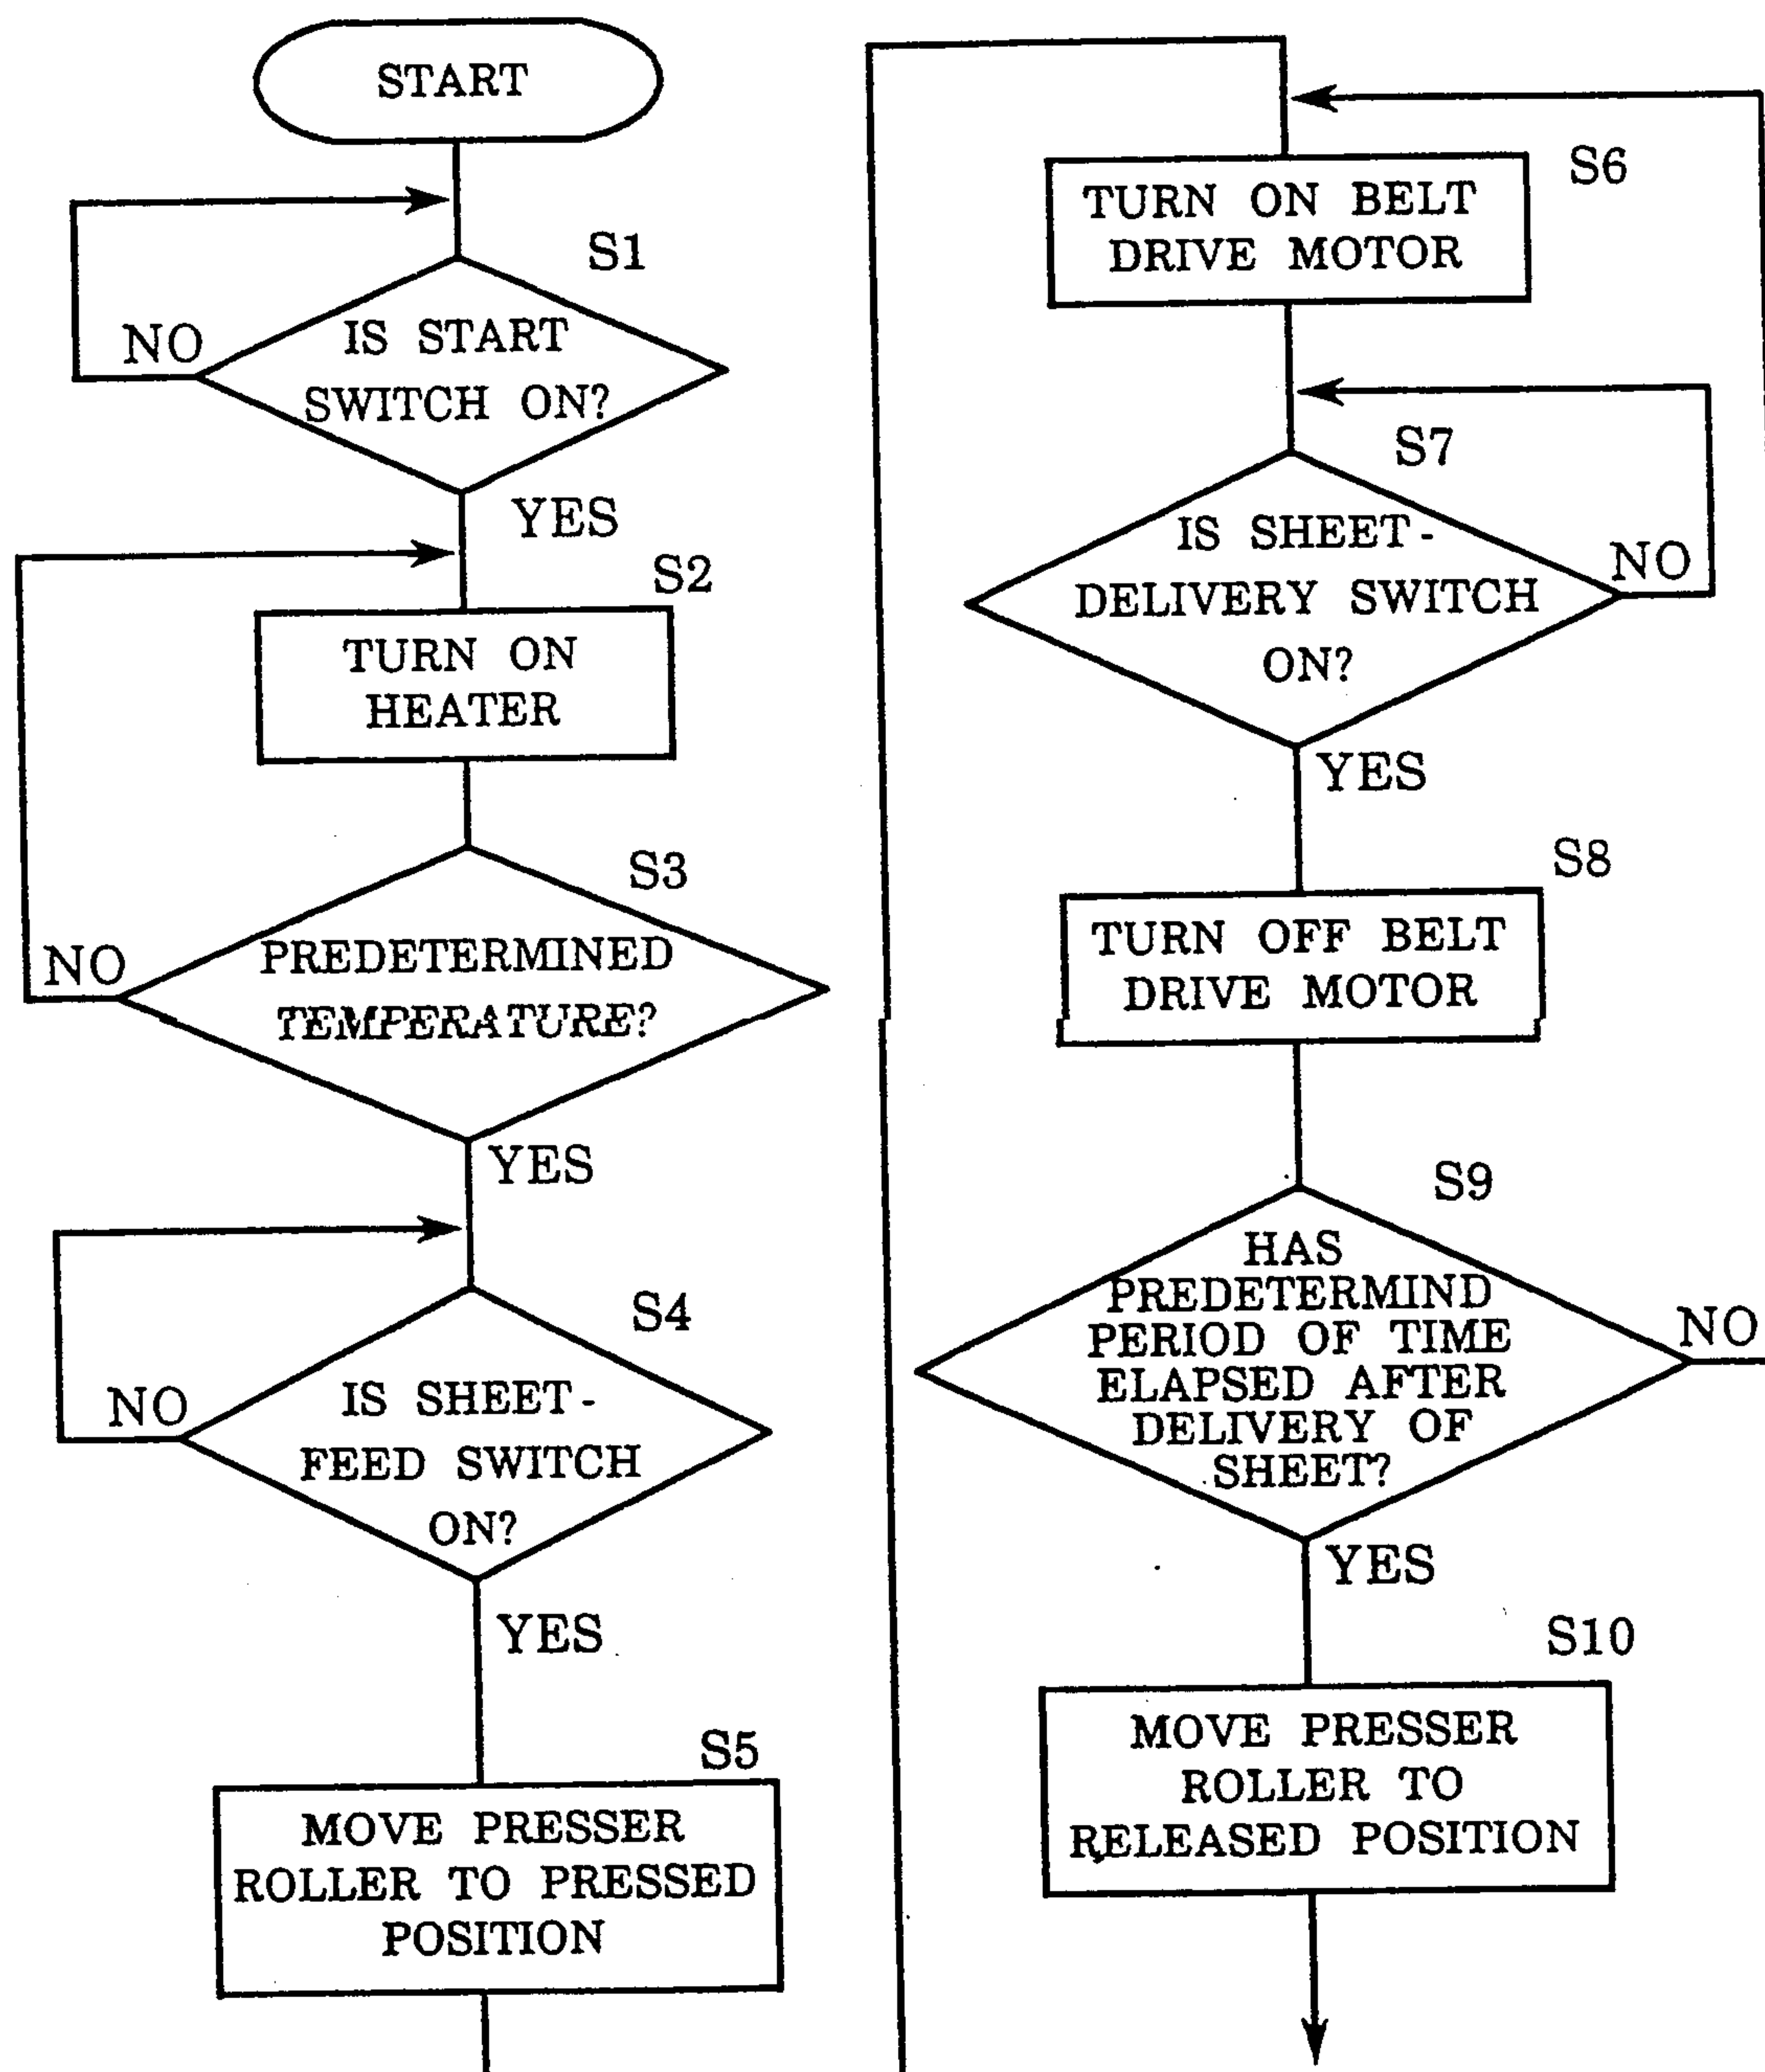 START
S1
NO
IS START
SWITCH ON?
YES
S2
TURN ON
HEATER
S3
NO
PREDETERMINED
TEMPERATURE?
YES
S4
NO
IS SHEET-
FEED SWITCH
ON?
YES
S5
MOVE PRESSER
ROLLER TO PRESSED
POSITION
S6
TURN ON BELT
DRIVE MOTOR
S7
IS SHEET-
DELIVERY SWITCH
ON?
NO
YES
S8
TURN OFF BELT
DRIVE MOTOR
S9
HAS
PREDETERMIND
PERIOD OF TIME
ELAPSED AFTER
DELIVERY OF
SHEET?
NO
YES
S10
MOVE PRESSER
ROLLER TO
RELEASED POSITION